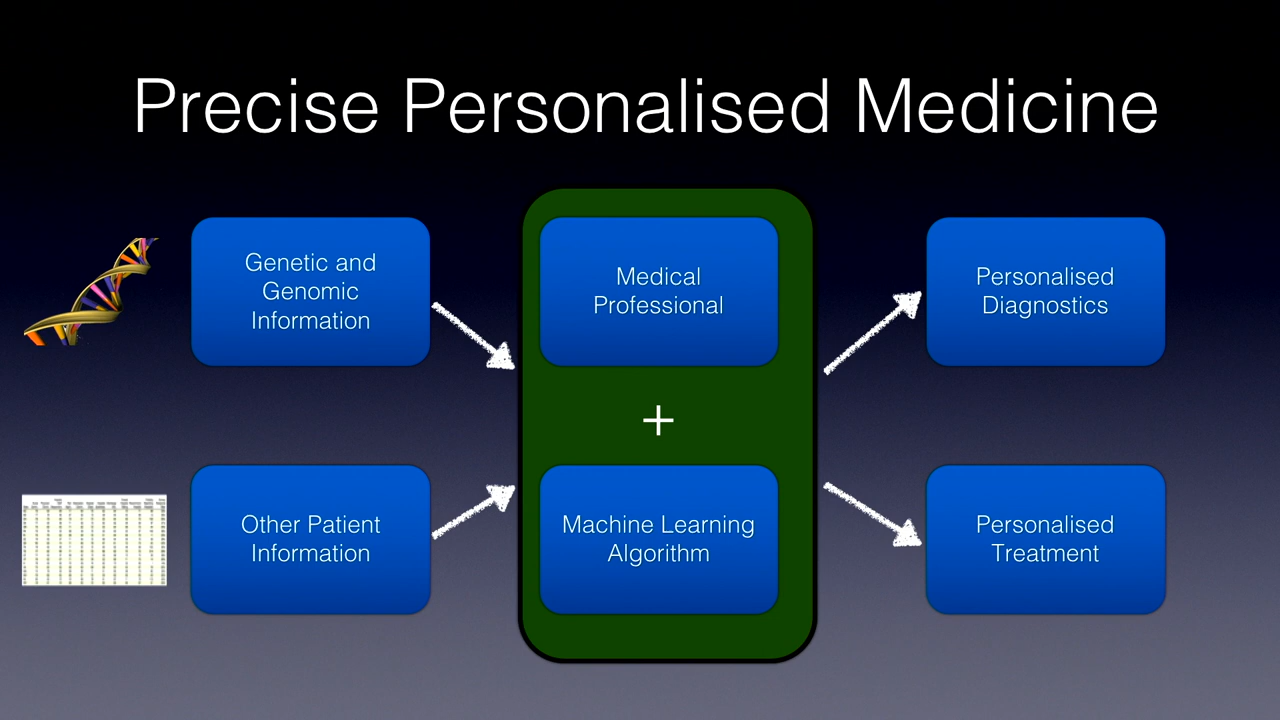 Precise Personalised Medicine
Genetic and
Genomic
Information
Medical
Professional
Personalised
Diagnostics
+
Other Patient
Information
Machine Learning
Algorithm
Personalised
Treatment